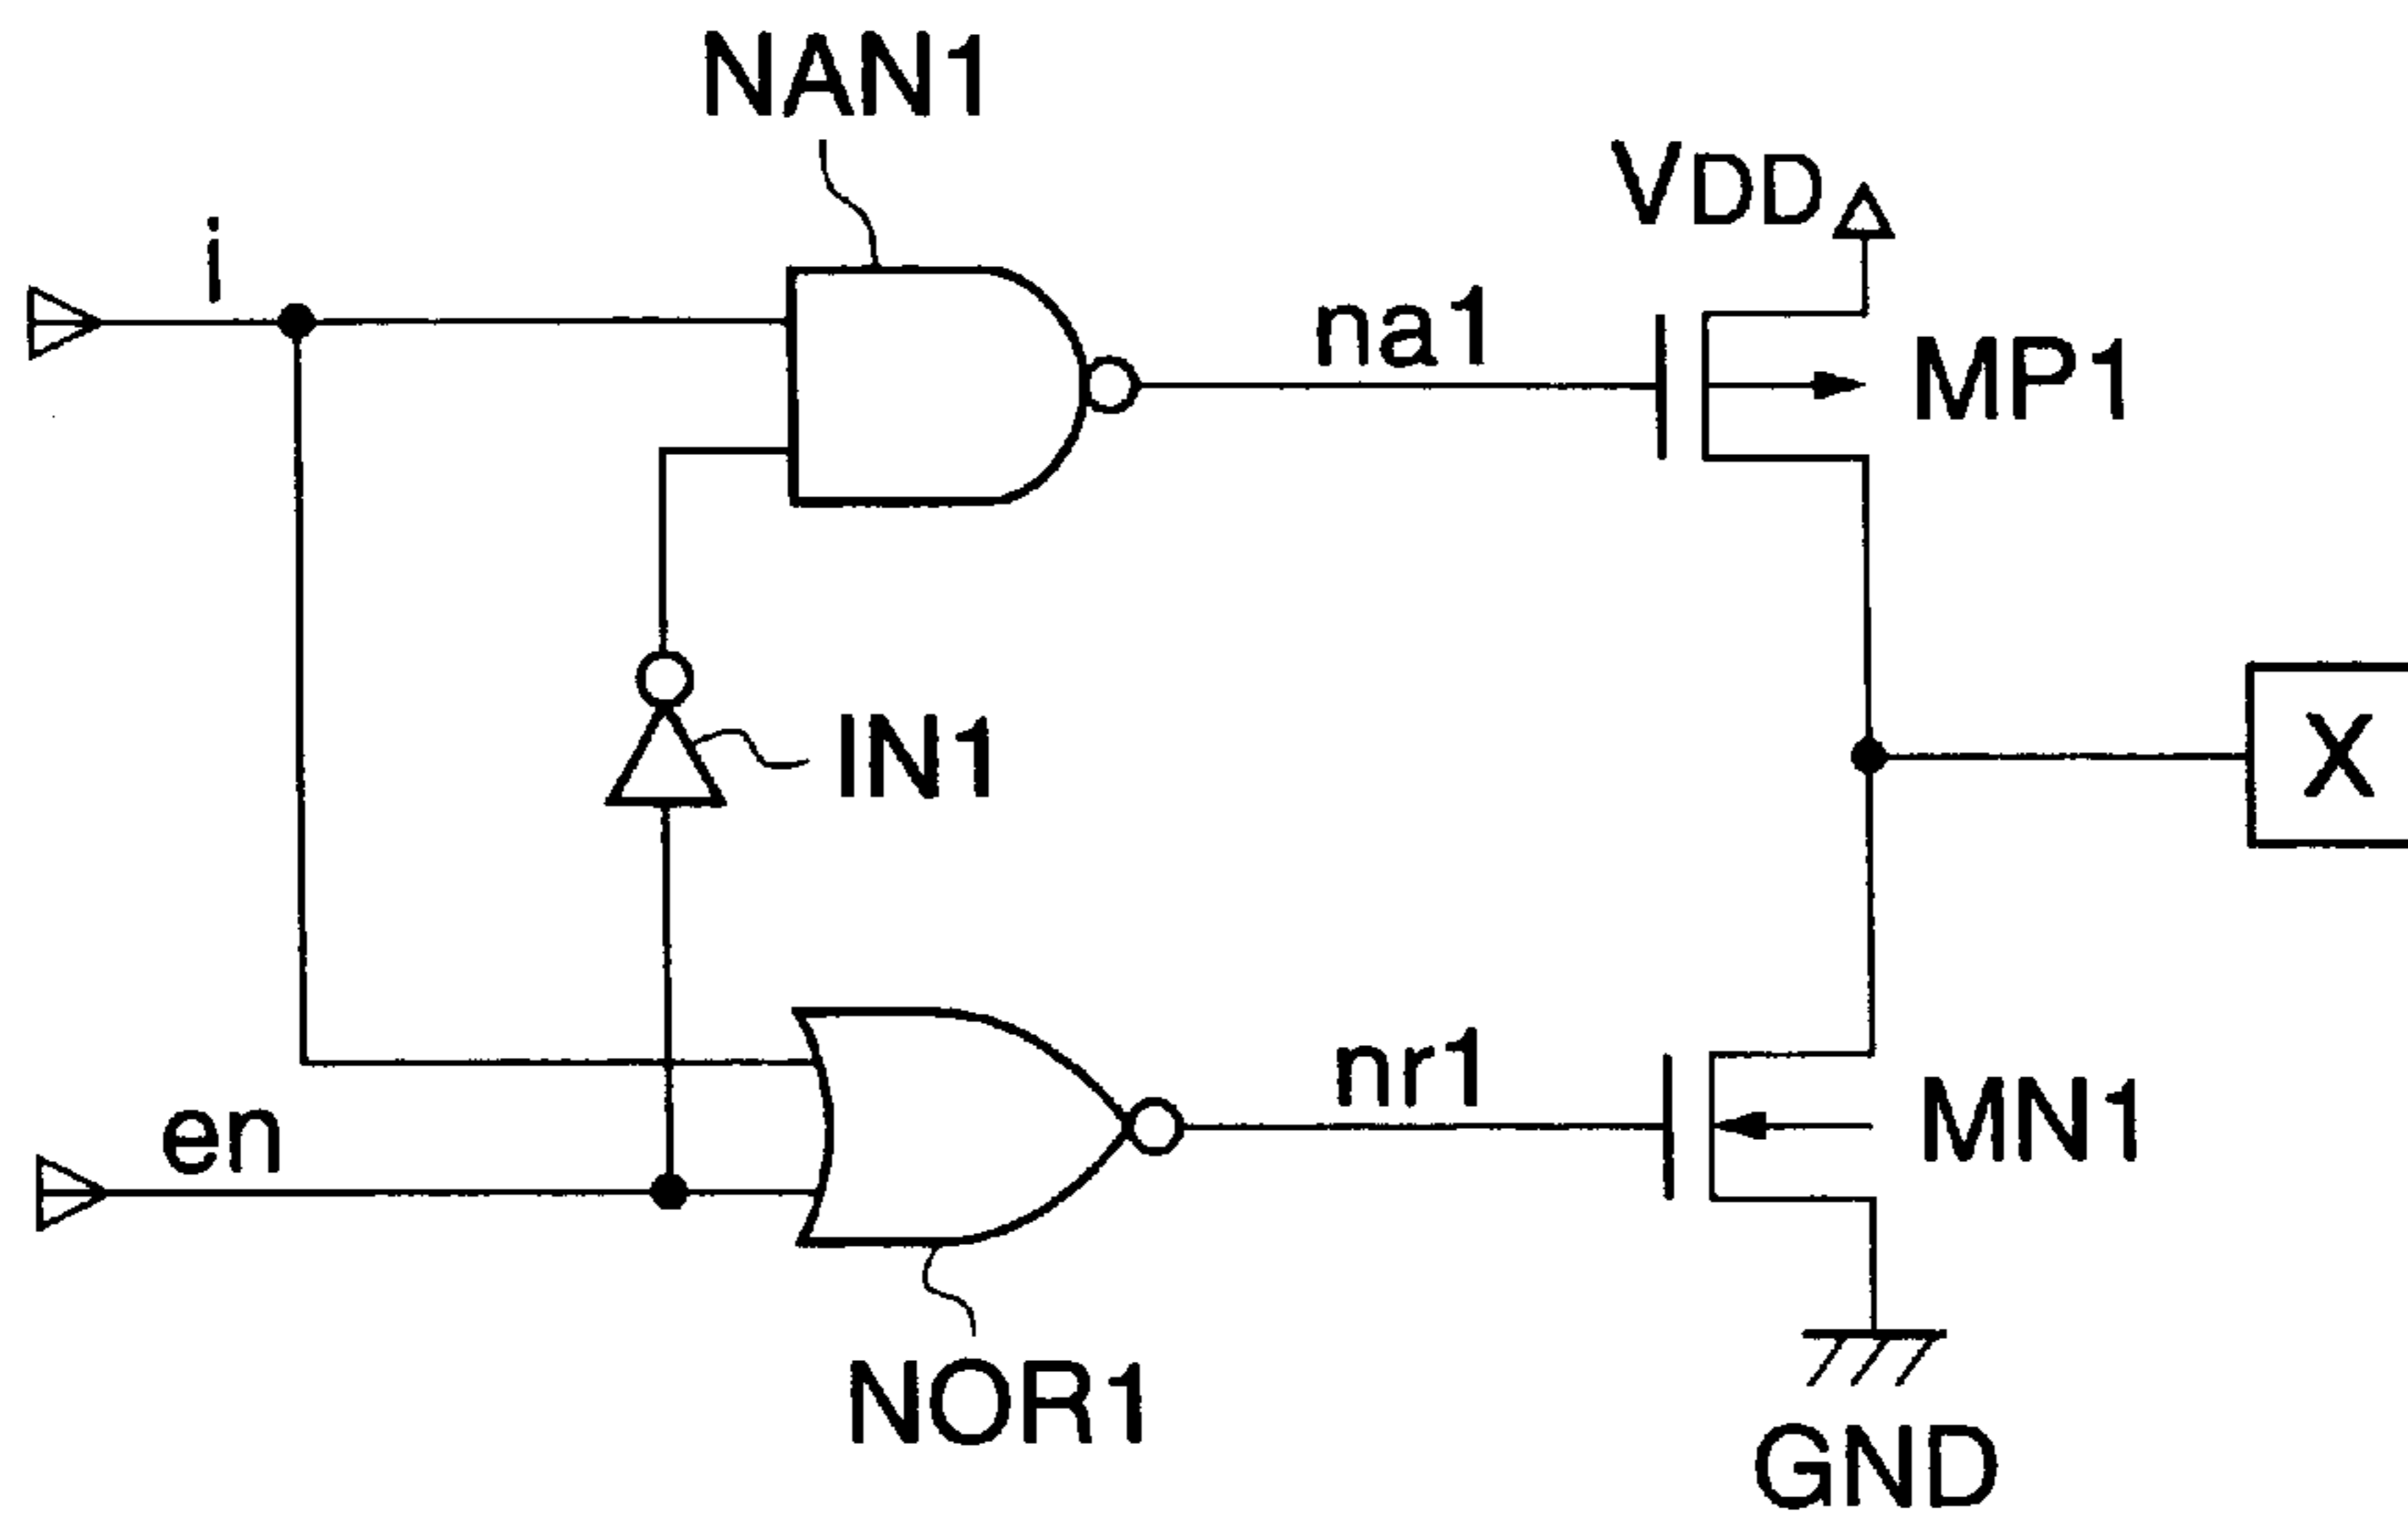 NAN1
VDD
i
na1
MP1
IN1
X
en
nr1
MN1
NOR1
GND